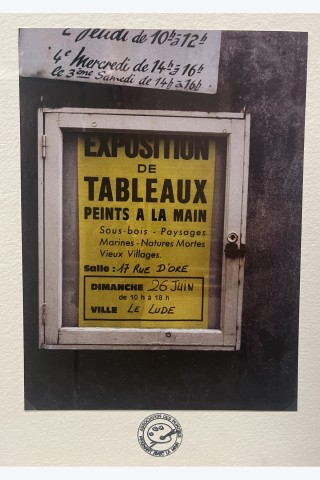 Jeudi de 10h à 12h
4e Mercredi de 14h à 16h
le 3ème Samedi de 14h à 16h
EXPOSITION
DE
TABLEAUX
PEINTS A LA MAIN
Sous-bois - Paysages
Marines - Natures Mortes
Vieux Villages.
Salle : 17 RUE D'ORE
DIMANCHE 26 JUIN
de 10 h à 18 h
VILLE LE LUDE